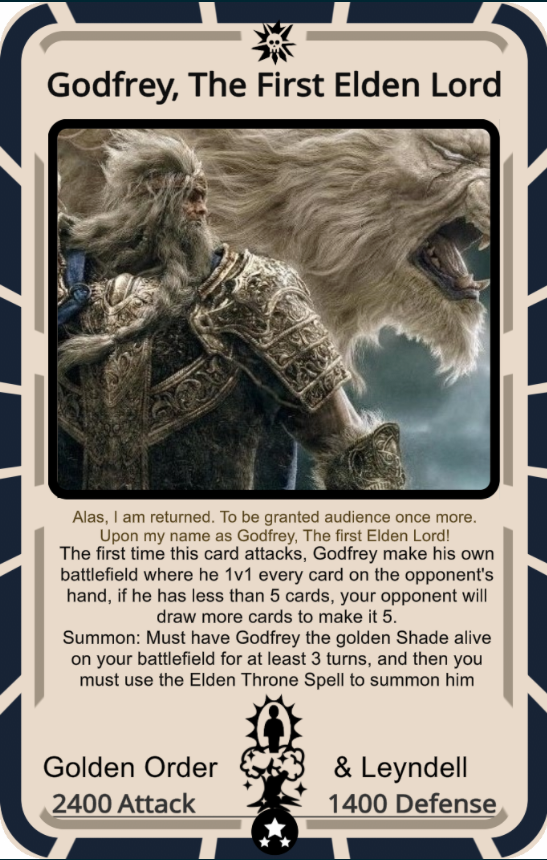 Godfrey, The First Elden Lord
Alas, I am returned. To be granted audience once more.
Upon my name as Godfrey, The first Elden Lord!
The first time this card attacks, Godfrey make his own
battlefield where he 1v1 every card on the opponent's
hand, if he has less than 5 cards, your opponent will
draw more cards to make it 5.
Summon: Must have Godfrey the golden Shade alive
on your battlefield for at least 3 turns, and then you
must use the Elden Throne Spell to summon him
Golden Order & Leyndell
2400 Attack 1400 Defense